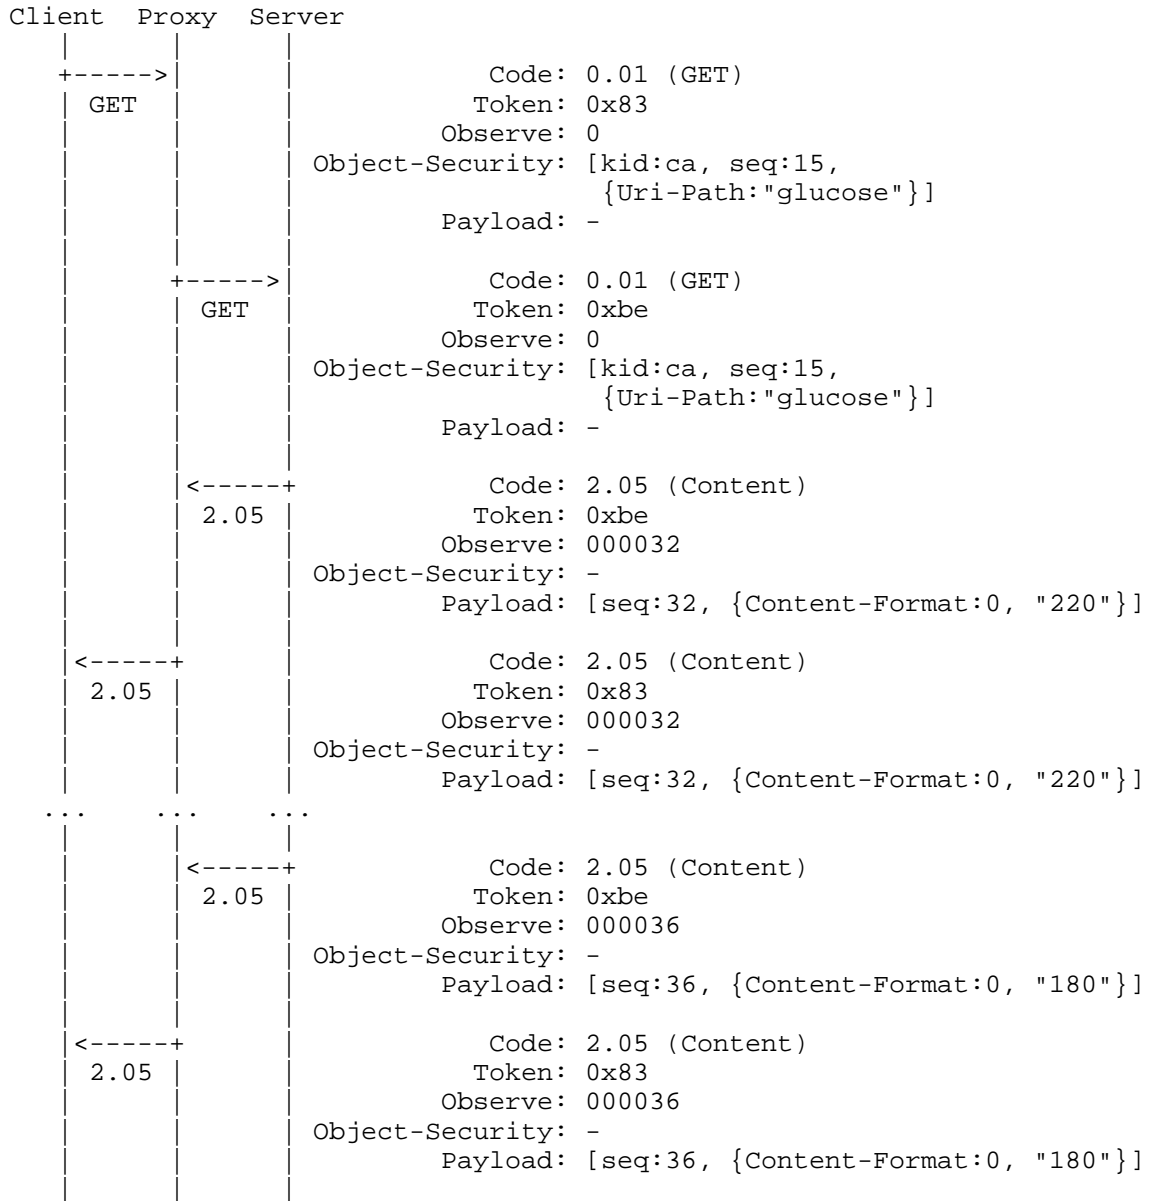 Client  Proxy  Server
   |      |      |
   +----->|      |            Code: 0.01 (GET)
   | GET  |      |           Token: 0x83
   |      |      |         Observe: 0
   |      |      | Object-Security: [kid:ca, seq:15,
   |      |      |                   {Uri-Path:"glucose"}]
   |      |      |         Payload: -
   |      |      |
   |      +----->|            Code: 0.01 (GET)
   |      | GET  |           Token: 0xbe
   |      |      |         Observe: 0
   |      |      | Object-Security: [kid:ca, seq:15,
   |      |      |                   {Uri-Path:"glucose"}]
   |      |      |         Payload: -
   |      |      |
   |      |<-----+            Code: 2.05 (Content)
   |      | 2.05 |           Token: 0xbe
   |      |      |         Observe: 000032
   |      |      | Object-Security: -
   |      |      |         Payload: [seq:32, {Content-Format:0, "220"}]
   |      |      |
   |<-----+      |            Code: 2.05 (Content)
   | 2.05 |      |           Token: 0x83
   |      |      |         Observe: 000032
   |      |      | Object-Security: -
   |      |      |         Payload: [seq:32, {Content-Format:0, "220"}]
  ...    ...    ...
   |      |      |
   |      |<-----+            Code: 2.05 (Content)
   |      | 2.05 |           Token: 0xbe
   |      |      |         Observe: 000036
   |      |      | Object-Security: -
   |      |      |         Payload: [seq:36, {Content-Format:0, "180"}]
   |      |      |
   |<-----+      |            Code: 2.05 (Content)
   | 2.05 |      |           Token: 0x83
   |      |      |         Observe: 000036
   |      |      | Object-Security: -
   |      |      |         Payload: [seq:36, {Content-Format:0, "180"}]
   |      |      |